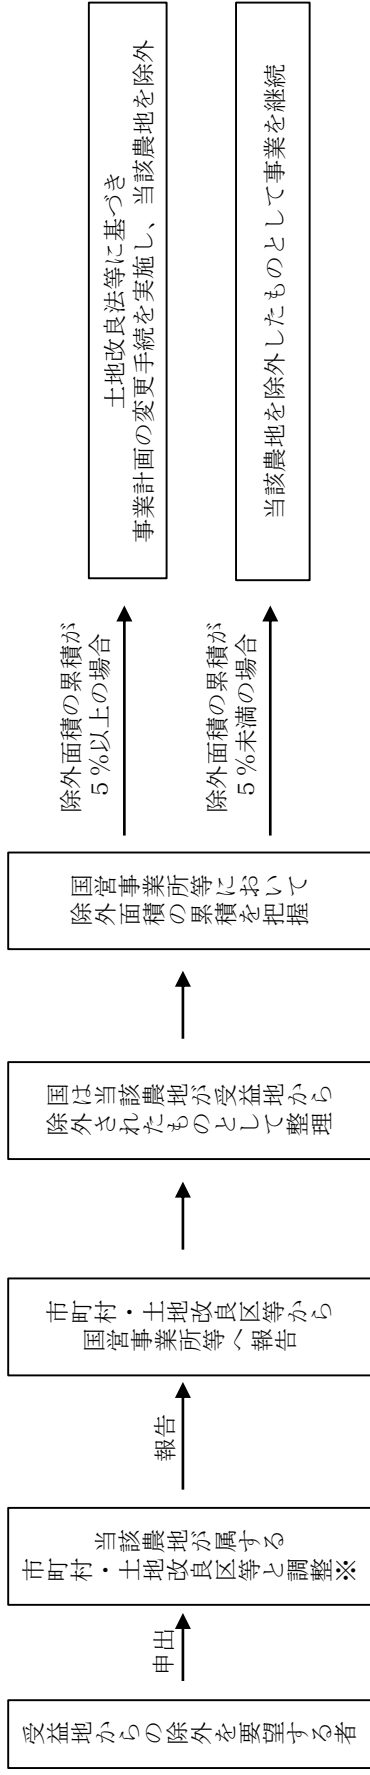 受益地からの除外を要望する者
申出
当該農地が属する
市町村・土地改良区等と調整※
報告
市町村・土地改良区等から
国営事業所等へ報告
国は当該農地が受益地から
除外されたものとして整理
国営事業所等において
除外面積の累積を把握
除外面積の累積が
5%以上の場合
土地改良法等に基づき
事業計画の変更手続を実施し、当該農地を除外
除外面積の累積が
5%未満の場合
当該農地を除外したものとして事業を継続